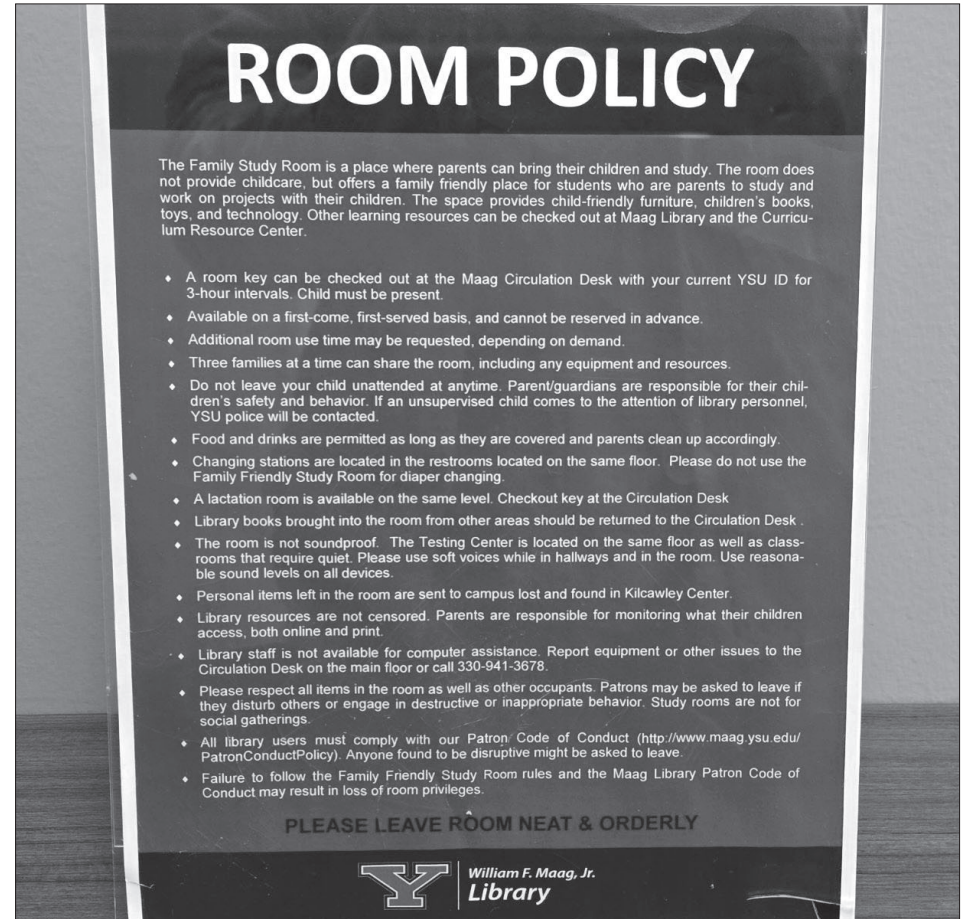 ROOM POLICY
The Family Study Room is a place where parents can bring their children and study. The room does
not provide childcare, but offers a family friendly place for students who are parents to study and
work on projects with their children. The space provides child-friendly furniture, children's books,
toys, and technology. Other learning resources can be checked out at Maag Library and the Curricu-
lum Resource Center.
♦ A room key can be checked out at the Maag Circulation Desk with your current YSU ID for
3-hour intervals. Child must be present.
♦ Available on a first-come, first-served basis, and cannot be reserved in advance.
♦ Additional room use time may be requested, depending on demand.
♦ Three families at a time can share the room, including any equipment and resources.
♦ Do not leave your child unattended at anytime. Parent/guardians are responsible for their chil-
dren's safety and behavior. If an unsupervised child comes to the attention of library personnel,
YSU police will be contacted.
♦ Food and drinks are permitted as long as they are covered and parents clean up accordingly.
♦ Changing stations are located in the restrooms located on the same floor. Please do not use the
Family Friendly Study Room for diaper changing.
♦ A lactation room is available on the same level. Checkout key at the Circulation Desk
♦ Library books brought into the room from other areas should be returned to the Circulation Desk .
♦ The room is not soundproof. The Testing Center is located on the same floor as well as class-
rooms that require quiet. Please use soft voices while in hallways and in the room. Use reasona-
ble sound levels on all devices.
♦ Personal items left in the room are sent to campus lost and found in Kilcawley Center.
♦ Library resources are not censored. Parents are responsible for monitoring what their children
access, both online and print.
♦ Library staff is not available for computer assistance. Report equipment or other issues to the
Circulation Desk on the main floor or call 330-941-3678.
♦ Please respect all items in the room as well as other occupants. Patrons may be asked to leave if
they disturb others or engage in destructive or inappropriate behavior. Study rooms are not for
social gatherings.
♦ All library users must comply with our Patron Code of Conduct (http://www.maag.ysu.edu/
PatronConductPolicy). Anyone found to be disruptive might be asked to leave.
♦ Failure to follow the Family Friendly Study Room rules and the Maag Library Patron Code of
Conduct may result in loss of room privileges.
PLEASE LEAVE ROOM NEAT & ORDERLY
Y
William F. Maag, Jr.
Library